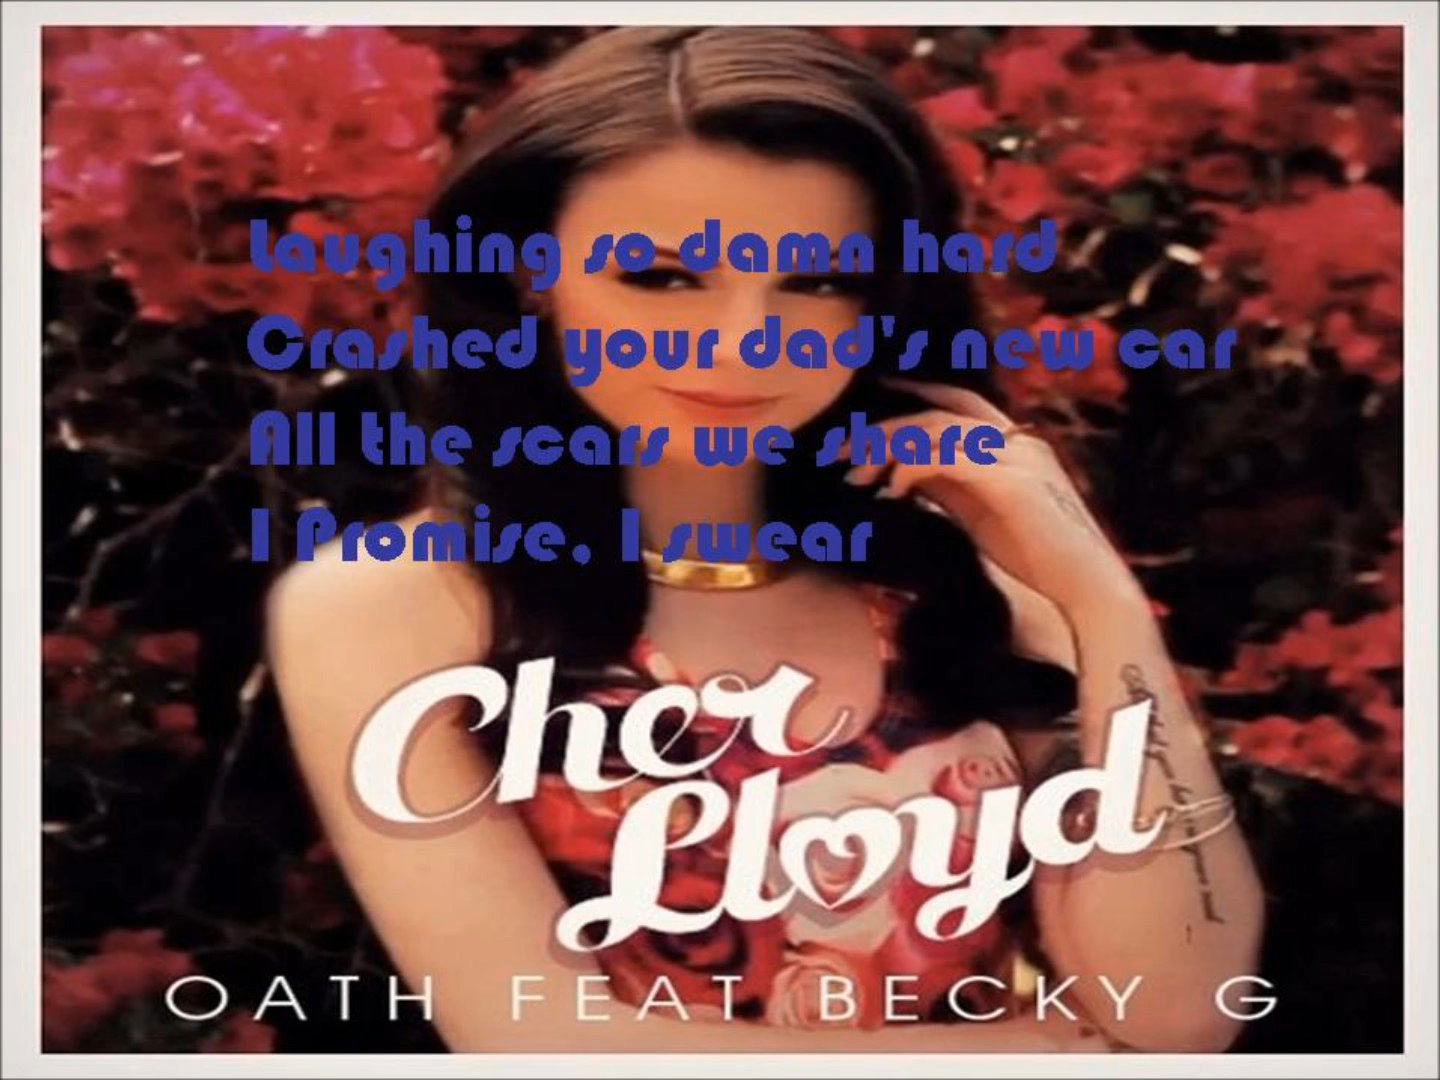 Laughing so damn hard
Crashed your dad's new car
All the scars we share
I Promise, I swear
Cher
Lloyd
OATH FEAT BECKY G